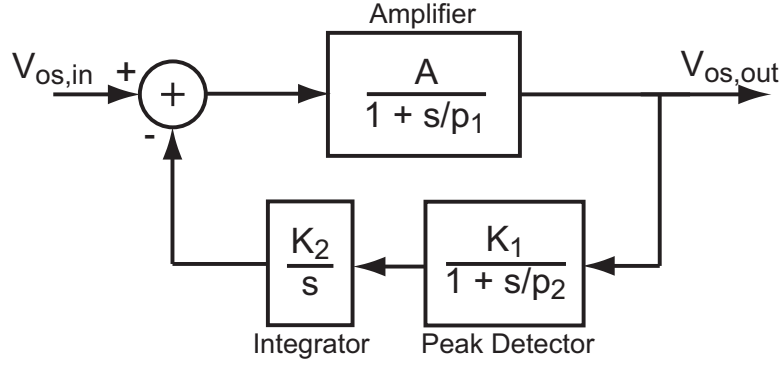 Amplifier
V_os,in
+
+
-
A
1 + s/p_1
V_os,out
K_2
s
K_1
1 + s/p_2
Integrator
Peak Detector